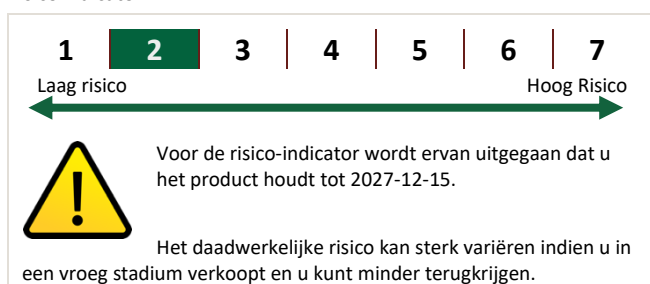 1 2 3 4 5 6 7
Laag risico Hoog Risico
Voor de risico-indicator wordt ervan uitgegaan dat u
het product houdt tot 2027-12-15.
Het daadwerkelijke risico kan sterk variëren indien u in
een vroeg stadium verkoopt en u kunt minder terugkrijgen.